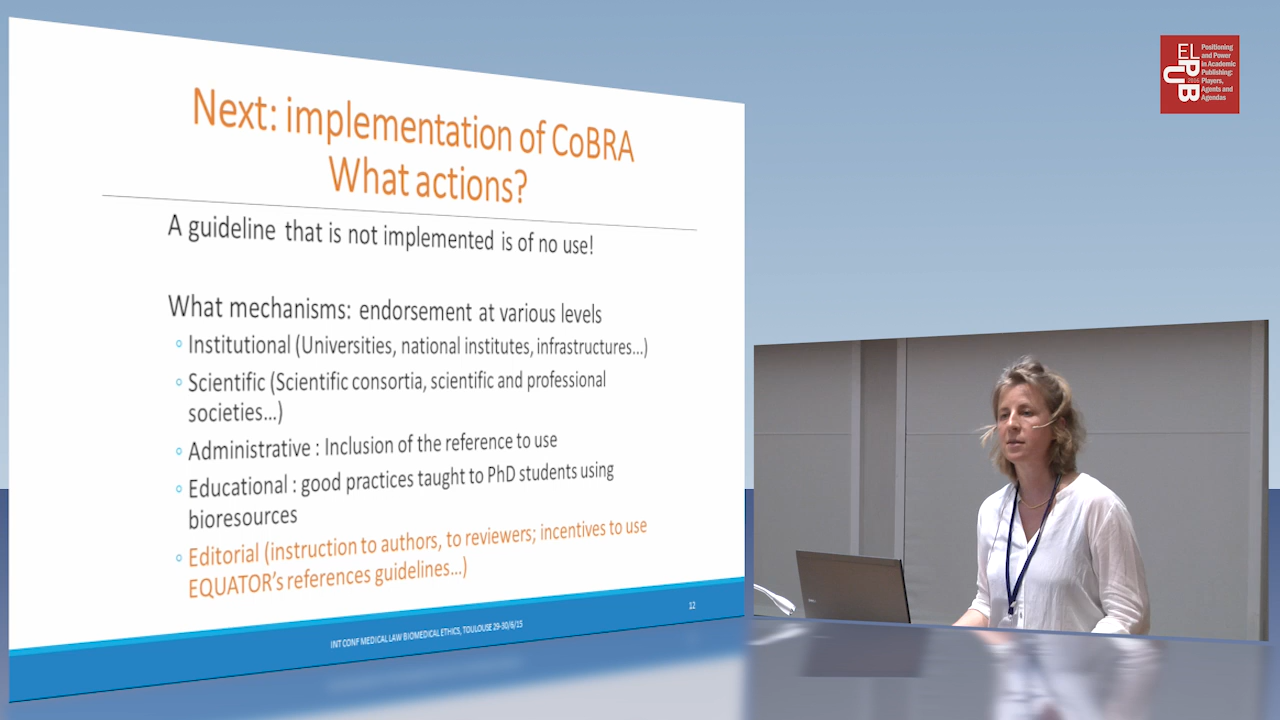 Next: implementation of CoBRA
What actions?
A guideline that is not implemented is of no use!
What mechanisms: endorsement at various levels
Institutional (Universities, national institutes, infrastructures...)
Scientific (Scientific consortia, scientific and professional
societies...)
Administrative : Inclusion of the reference to use
Educational : good practices taught to PhD students using
bioresources
Editorial (instruction to authors, to reviewers; incentives to use
EQUATOR's references guidelines...)
INT CONF MEDICAL LAW BIOMEDICAL ETHICS, TOULOUSE 29-30/6/15
12
EL
PUB
2016
Positioning
and Power
in Academic
Publishing:
Players,
Agents and
Agendas